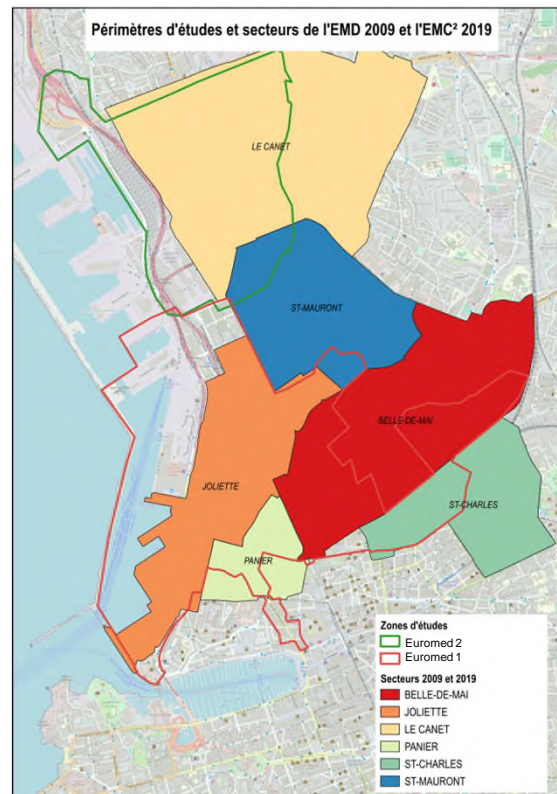 Périmètres d'études et secteurs de l'EMD 2009 et l'EMC² 2019
LE CANET
ST-MAURONT
BELLE-DE-MAI
JOLIETTE
ST-CHARLES
PANIER
Zones d'études
Euromed 2
Euromed 1
Secteurs 2009 et 2019
BELLE-DE-MAI
JOLIETTE
LE CANET
PANIER
ST-CHARLES
ST-MAURONT